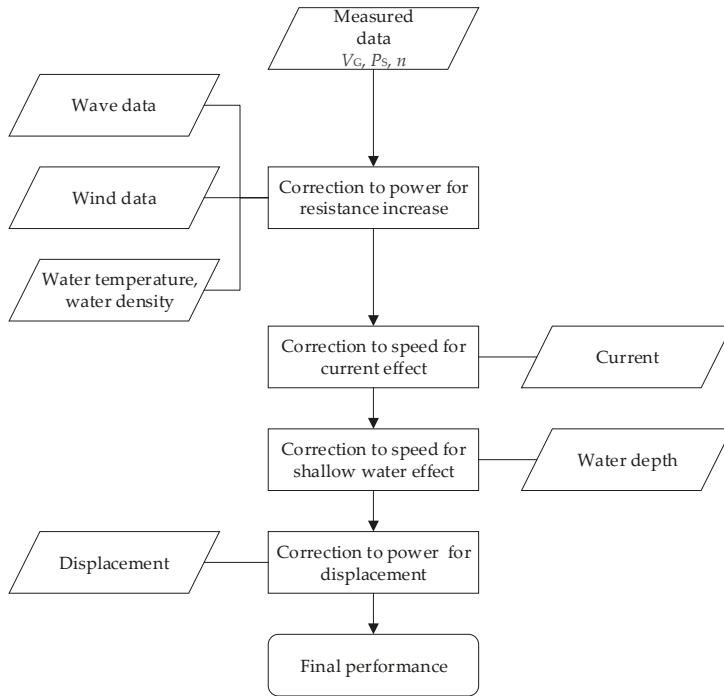 Measured
data
V_G, P_S, n
Wave data
Wind data
Water temperature,
water density
Correction to power for
resistance increase
Correction to speed for
current effect
Current
Correction to speed for
shallow water effect
Water depth
Displacement
Correction to power for
displacement
Final performance